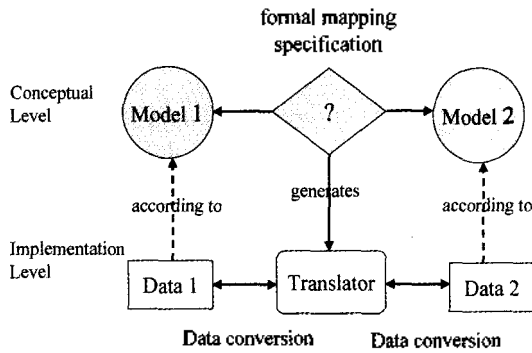 formal mapping
specification
Conceptual
Level
Model 1
?
Model 2
generates
according to
according to
Implementation
Level
Data 1
Translator
Data 2
Data conversion
Data conversion